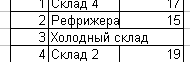 1 Склад 4 17
2 Рефрижера 15
3 Холодный склад
4 Склад 2 19